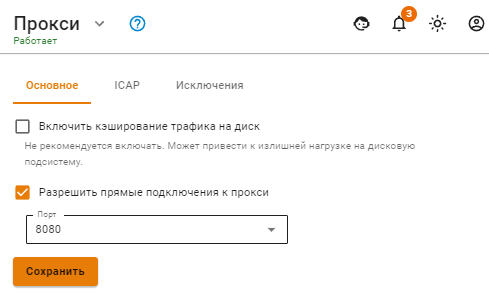 Прокси
3
Работает
Основное ICAP Исключения
Включить кэширование трафика на диск
Не рекомендуется включать. Может привести к излишней нагрузке на дисковую
подсистему.
Разрешить прямые подключения к прокси
Порт
8080
Сохранить